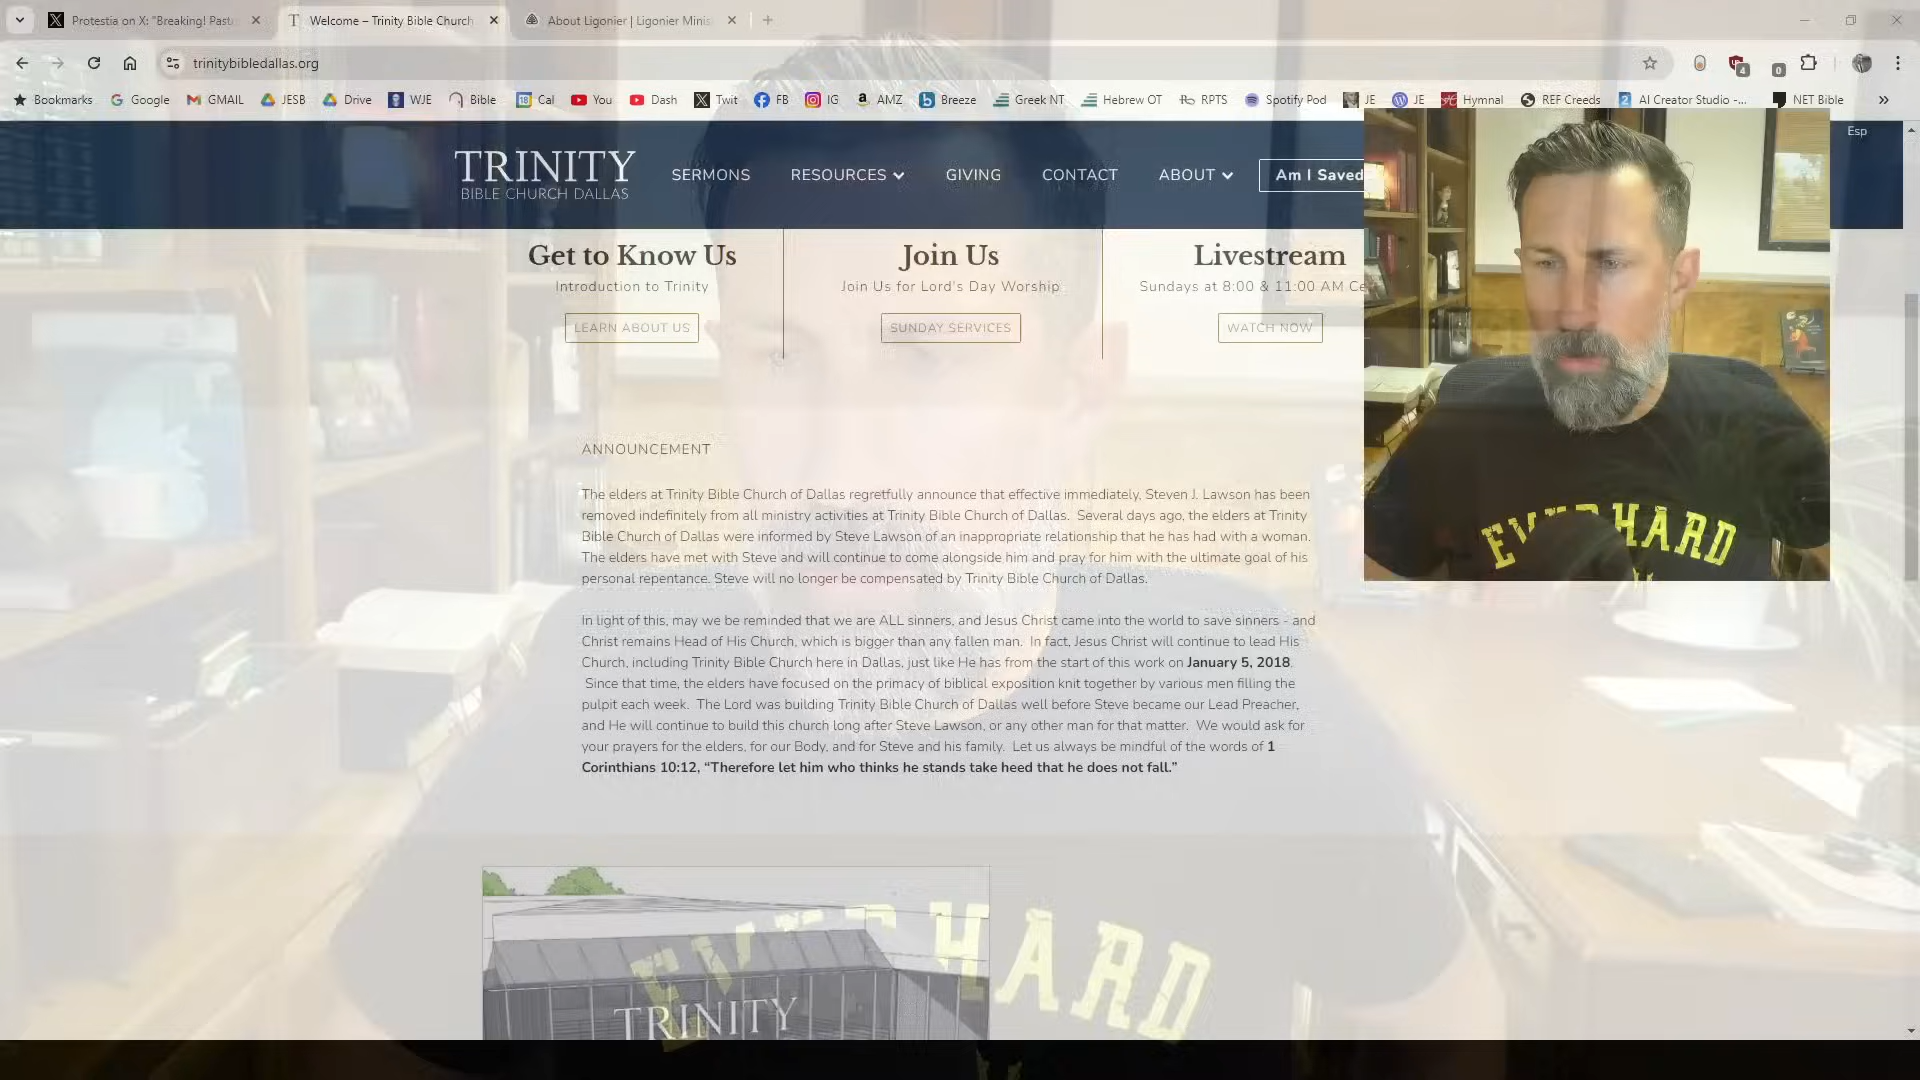 Protestia on X: "Breaking! Past
Welcome – Trinity Bible Church
About Ligonier | Ligonier Minis
trinitybibledallas.org
4
0
Bookmarks
Google
GMAIL
JESB
Drive
WJE
Bible
18
Cal
You
Dash
Twit
FB
IG
AMZ
Breeze
Greek NT
Hebrew OT
RPTS
Spotify Pod
JE
JE
Hymnal
REF Creeds
AI Creator Studio -...
NET Bible
Esp
TRINITY
BIBLE CHURCH DALLAS
SERMONS
RESOURCES
GIVING
CONTACT
ABOUT
Am I Saved
Get to Know Us
Introduction to Trinity
LEARN ABOUT US
Join Us
Join Us for Lord's Day Worship
SUNDAY SERVICES
Livestream
Sundays at 8:00 & 11:00 AM Ce
WATCH NOW
ANNOUNCEMENT
The elders at Trinity Bible Church of Dallas regretfully announce that effective immediately, Steven J. Lawson has been
removed indefinitely from all ministry activities at Trinity Bible Church of Dallas. Several days ago, the elders at Trinity
Bible Church of Dallas were informed by Steve Lawson of an inappropriate relationship that he has had with a woman.
The elders have met with Steve and will continue to come alongside him and pray for him with the ultimate goal of his
personal repentance. Steve will no longer be compensated by Trinity Bible Church of Dallas.
In light of this, may we be reminded that we are ALL sinners, and Jesus Christ came into the world to save sinners - and
Christ remains Head of His Church, which is bigger than any fallen man. In fact, Jesus Christ will continue to lead His
Church, including Trinity Bible Church here in Dallas, just like He has from the start of this work on January 5, 2018.
Since that time, the elders have focused on the primacy of biblical exposition knit together by various men filling the
pulpit each week. The Lord was building Trinity Bible Church of Dallas well before Steve became our Lead Preacher,
and He will continue to build this church long after Steve Lawson, or any other man for that matter. We would ask for
your prayers for the elders, for our Body, and for Steve and his family. Let us always be mindful of the words of 1
Corinthians 10:12, “Therefore let him who thinks he stands take heed that he does not fall.”
TRINITY
EVERHARD
EVERHARD